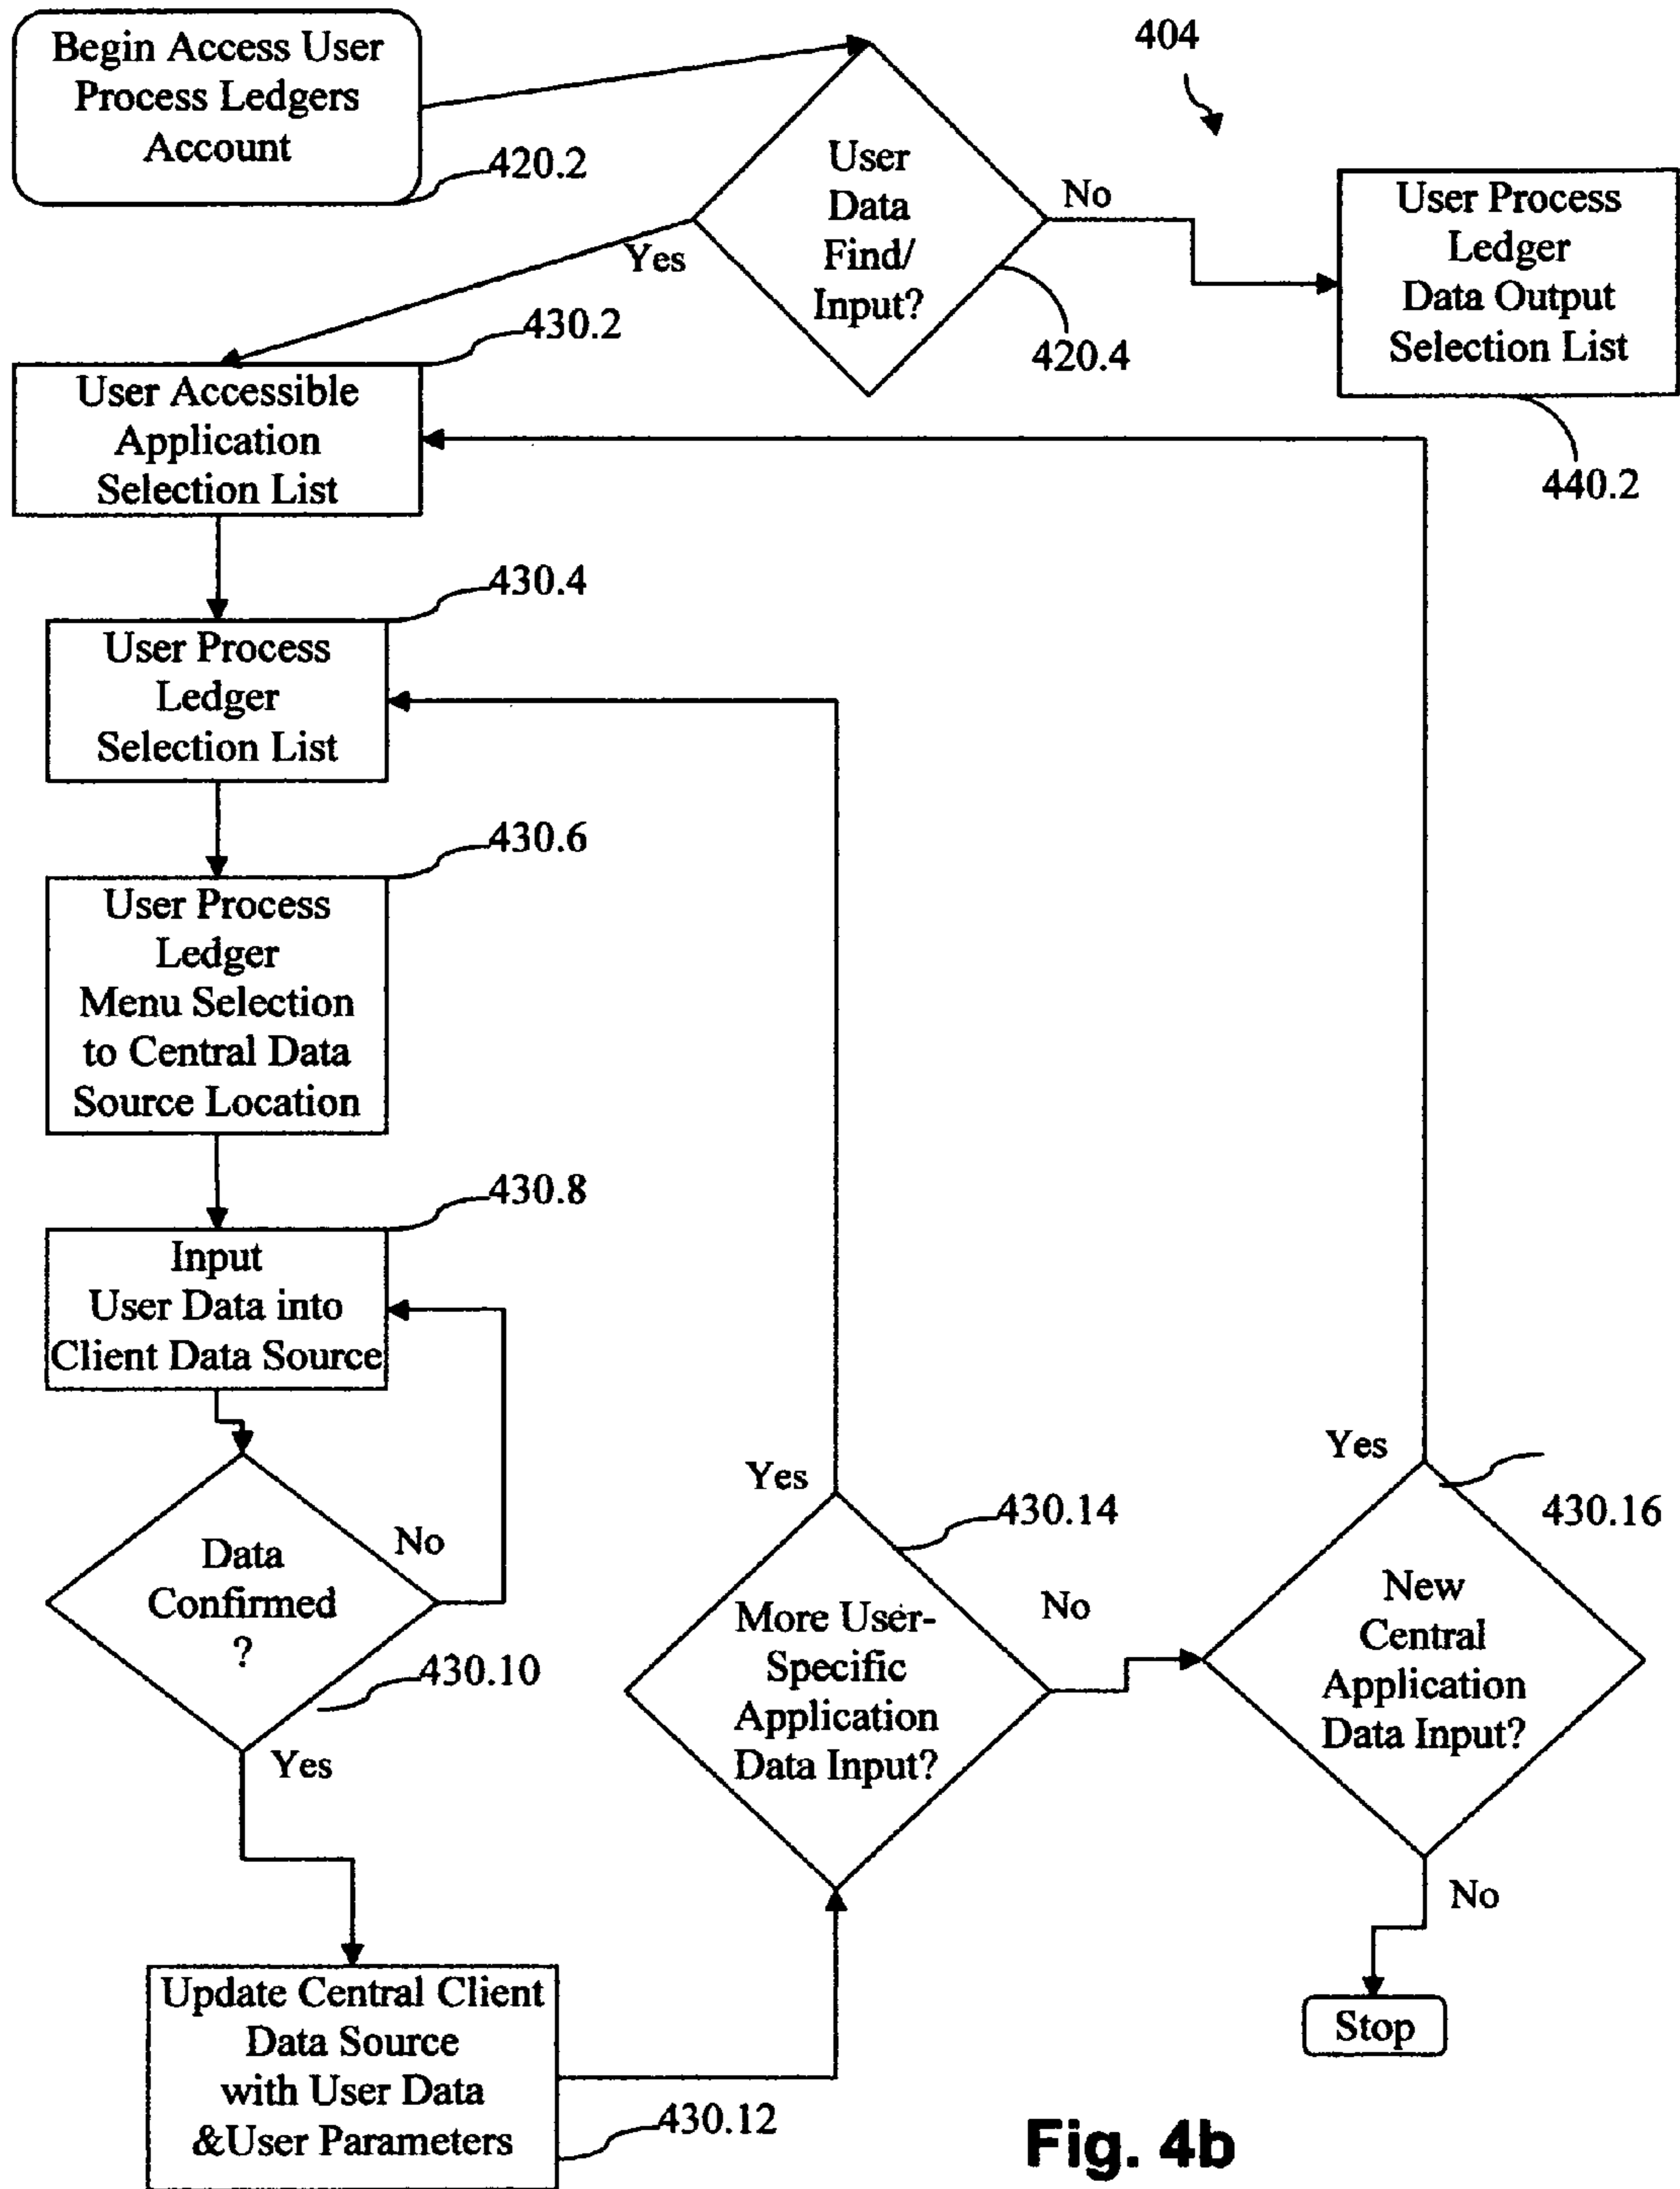 Begin Access User
Process Ledgers
Account
420.2
404
User
Data
Find/
Input?
420.4
No
Yes
User Process
Ledger
Data Output
Selection List
440.2
430.2
User Accessible
Application
Selection List
430.4
User Process
Ledger
Selection List
430.6
User Process
Ledger
Menu Selection
to Central Data
Source Location
430.8
Input
User Data into
Client Data Source
Data
Confirmed
?
No
430.10
Yes
Update Central Client
Data Source
with User Data
&User Parameters
430.12
Yes
430.14
More User-
Specific
Application
Data Input?
No
Yes
430.16
New
Central
Application
Data Input?
No
Stop
Fig. 4b